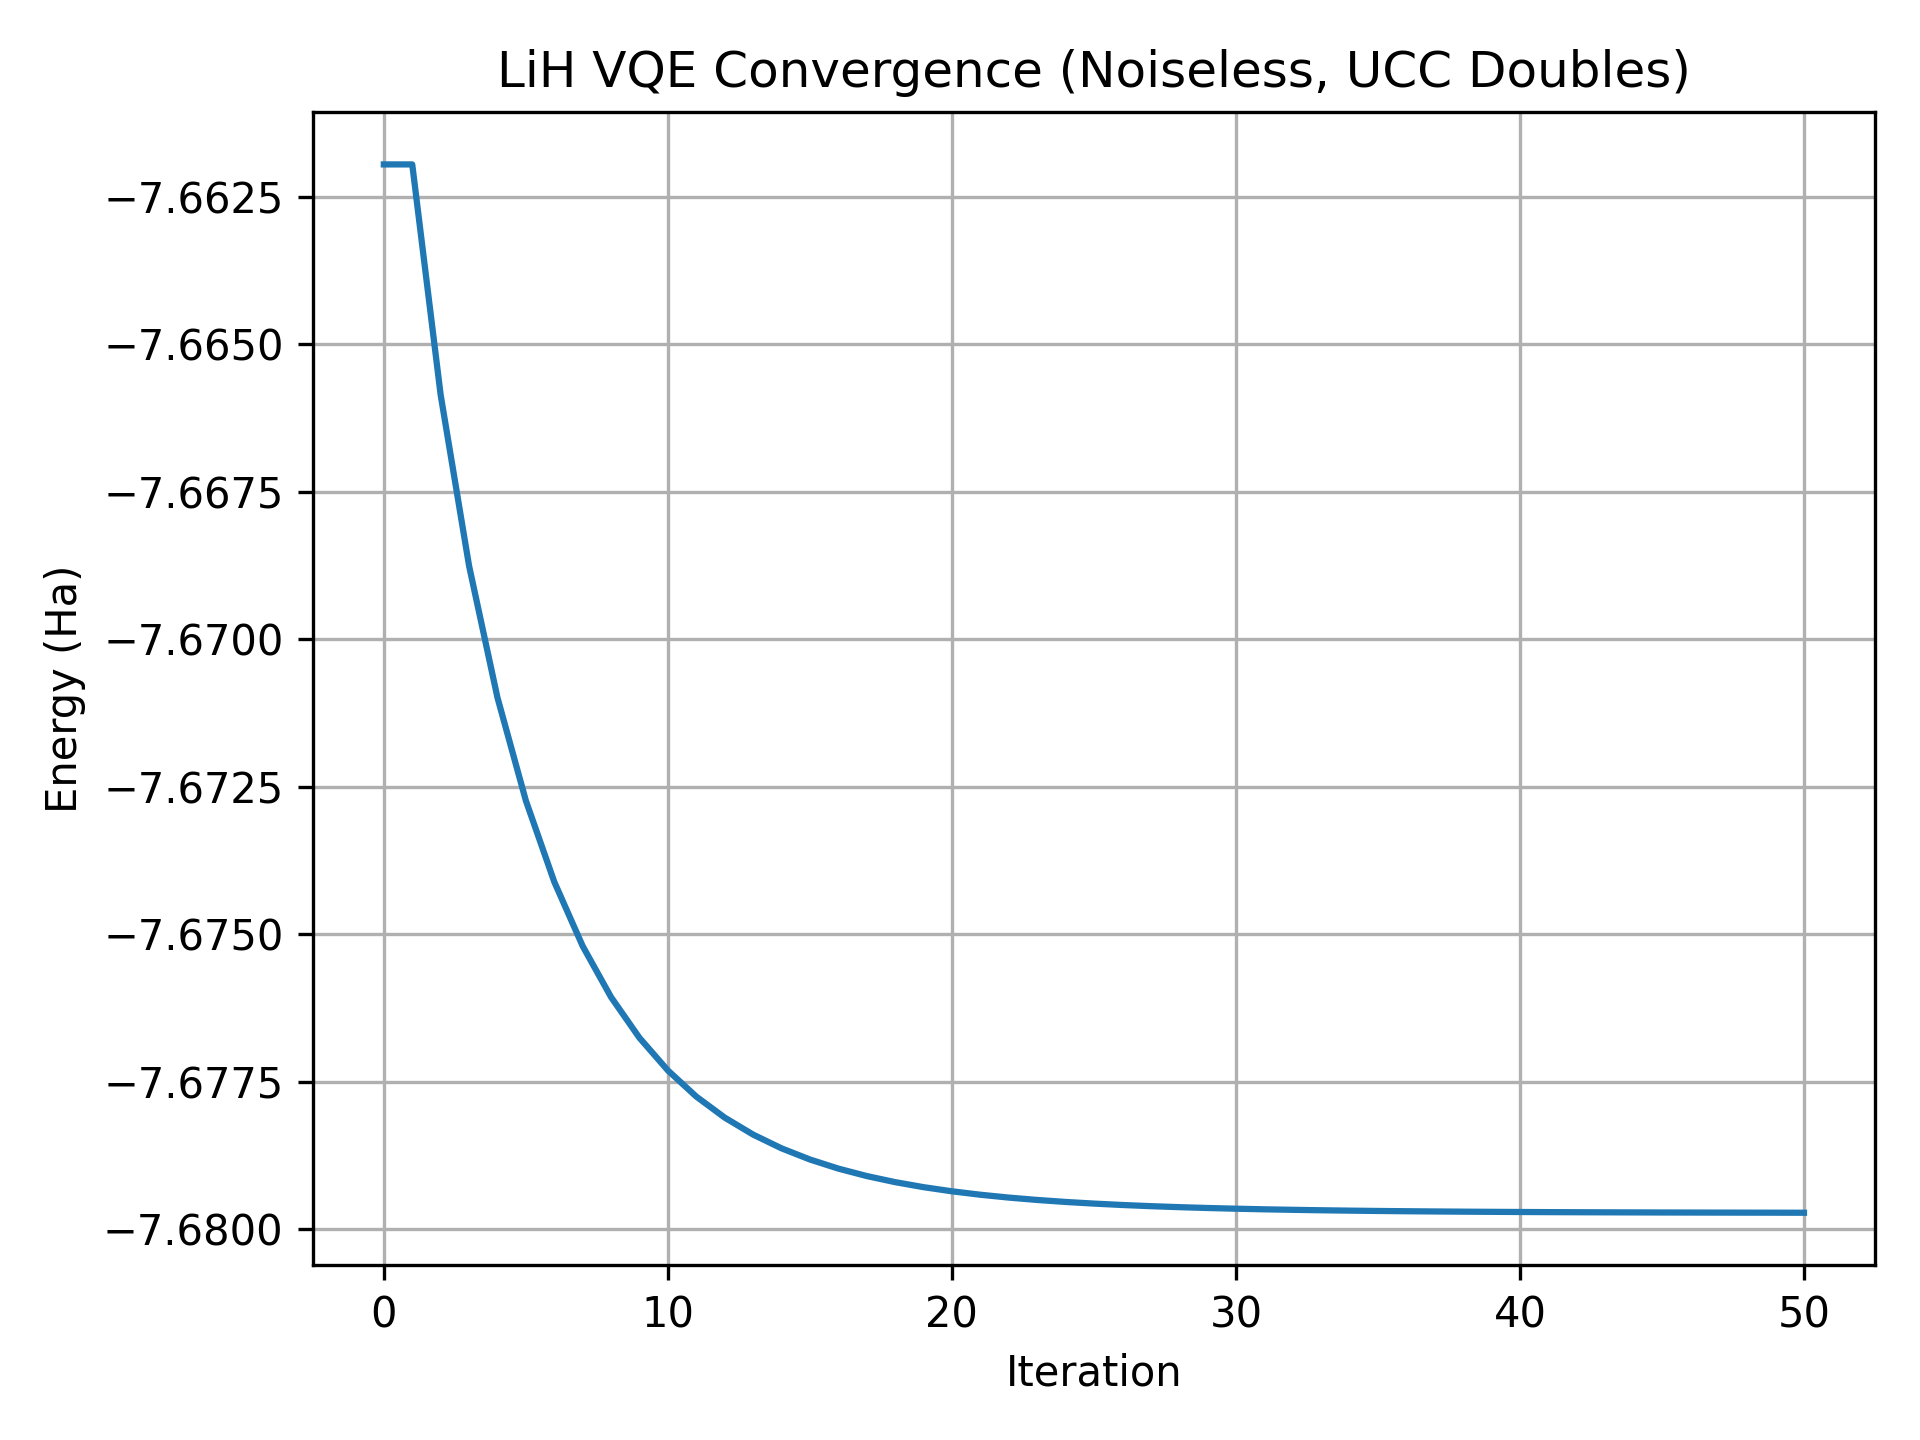 LiH VQE Convergence (Noiseless, UCC Doubles)
−7.6625
−7.6650
−7.6675
−7.6700
−7.6725
−7.6750
−7.6775
−7.6800
Energy (Ha)
0 10 20 30 40 50
Iteration